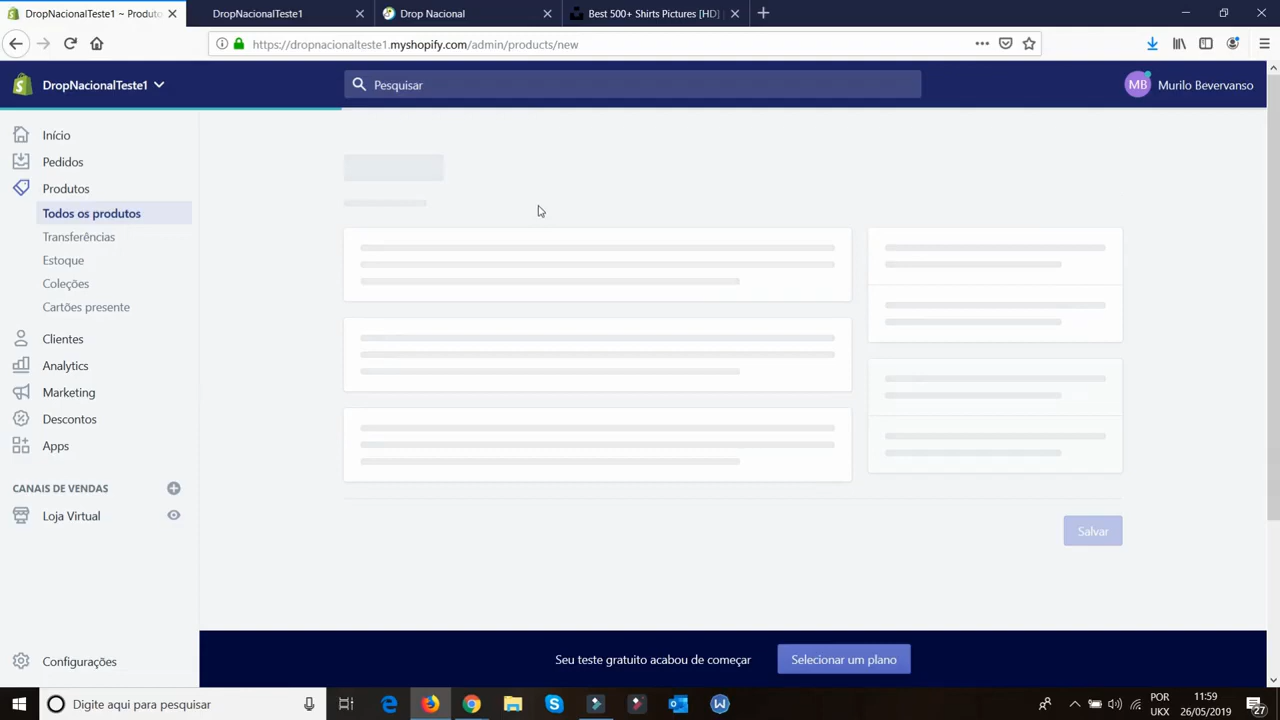 DropNacionalTeste1 ~ Produto
DropNacionalTeste1
Drop Nacional
Best 500+ Shirts Pictures [HD]
https://dropnacionalteste1.myshopify.com/admin/products/new
DropNacionalTeste1
Pesquisar
MB
Murilo Bevervanso
Início
Pedidos
Produtos
Todos os produtos
Transferências
Estoque
Coleções
Cartões presente
Clientes
Analytics
Marketing
Descontos
Apps
CANAIS DE VENDAS
Loja Virtual
Salvar
Configurações
Seu teste gratuito acabou de começar
Selecionar um plano
Digite aqui para pesquisar
POR
UKX
11:59
26/05/2019
27